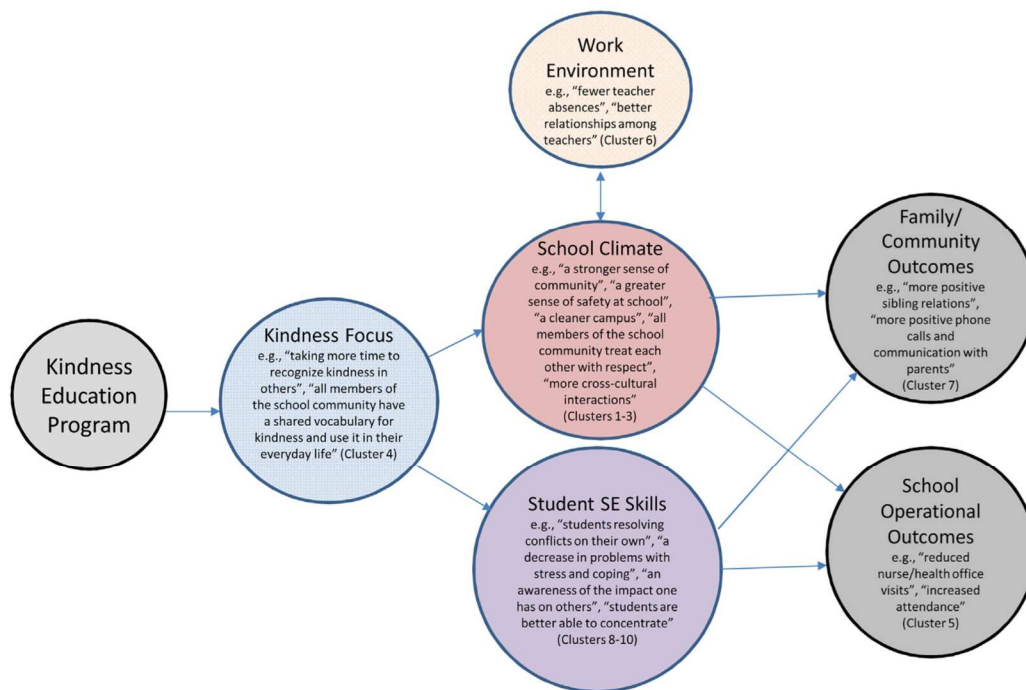 Work
Environment
e.g., “fewer teacher
absences”, “better
relationships among
teachers” (Cluster 6)
School Climate
e.g., “a stronger sense of
community”, “a greater
sense of safety at school”,
“a cleaner campus”, “all
members of the school
community treat each
other with respect”,
“more cross-cultural
interactions”
(Clusters 1-3)
Family/
Community
Outcomes
e.g., “more positive
sibling relations”,
“more positive phone
calls and
communication with
parents”
(Cluster 7)
Kindness Focus
e.g., “taking more time to
recognize kindness in
others”, “all members of
the school community have
a shared vocabulary for
kindness and use it in their
everyday life” (Cluster 4)
Kindness
Education
Program
Student SE Skills
e.g., “students resolving
conflicts on their own”, “a
decrease in problems with
stress and coping”, “an
awareness of the impact one
has on others”, “students are
better able to concentrate”
(Clusters 8-10)
School
Operational
Outcomes
e.g., “reduced
nurse/health office
visits”, “increased
attendance”
(Cluster 5)